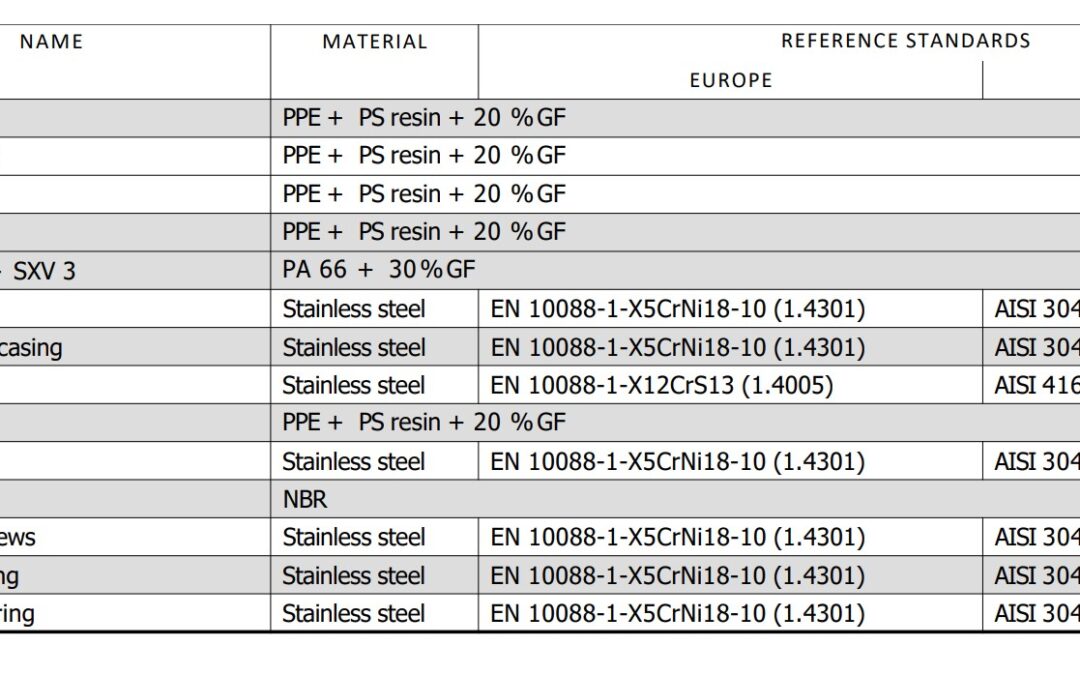 NAME MATERIAL REFERENCE STANDARDS
EUROPE
PPE + PS resin + 20 %GF
PPE + PS resin + 20 %GF
PPE + PS resin + 20 %GF
PPE + PS resin + 20 %GF
SXV 3 PA 66 + 30%GF
Stainless steel EN 10088-1-X5CrNi18-10 (1.4301) AISI 304
casing Stainless steel EN 10088-1-X5CrNi18-10 (1.4301) AISI 304
Stainless steel EN 10088-1-X12CrS13 (1.4005) AISI 416
PPE + PS resin + 20 %GF
Stainless steel EN 10088-1-X5CrNi18-10 (1.4301) AISI 304
NBR
ews Stainless steel EN 10088-1-X5CrNi18-10 (1.4301) AISI 304
ng Stainless steel EN 10088-1-X5CrNi18-10 (1.4301) AISI 304
ring Stainless steel EN 10088-1-X5CrNi18-10 (1.4301) AISI 304